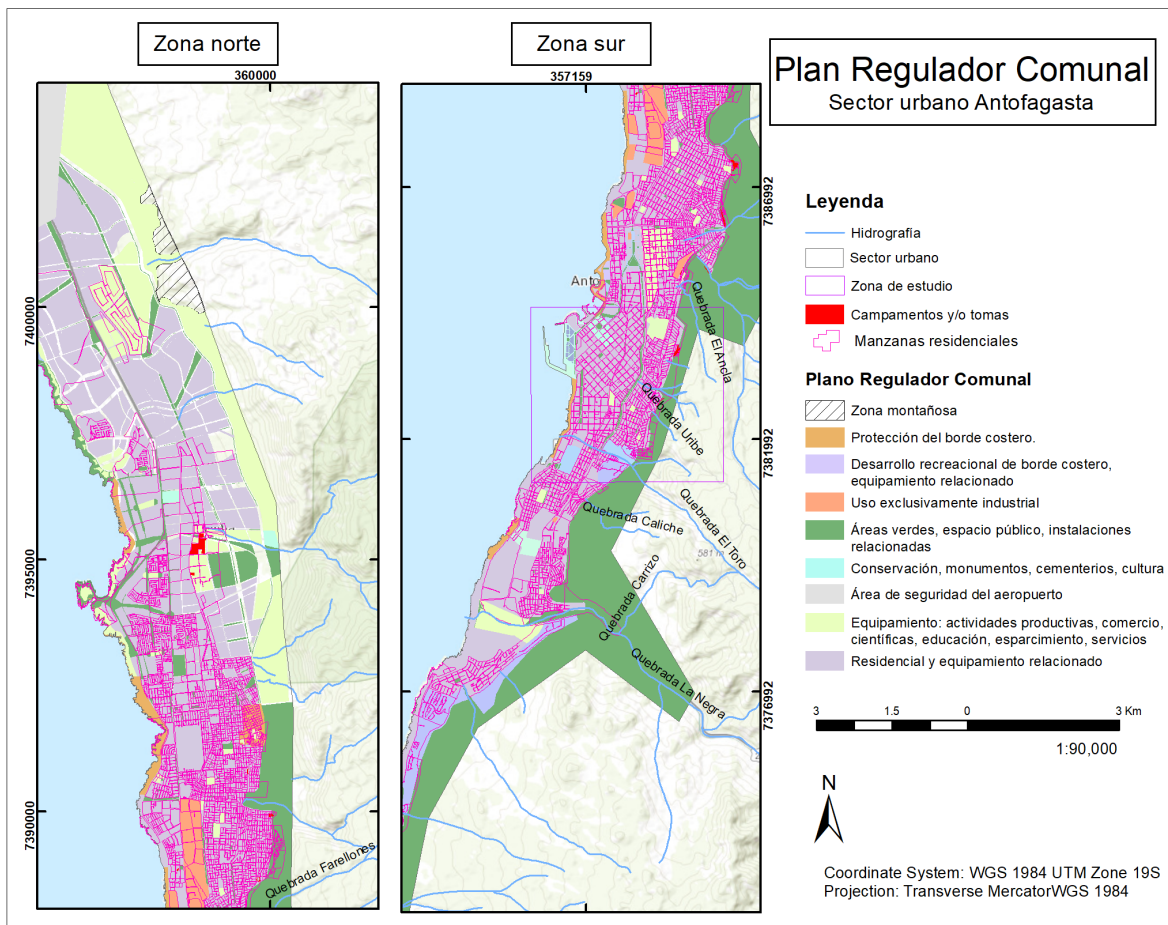 Zona norte
Zona sur
Plan Regulador Comunal
Sector urbano Antofagasta
360000
7400000
7395000
7390000
Quebrada Farellones
357159
7386992
7381992
7376992
Anto
Quebrada El Ancla
Quebrada Uribe
Quebrada El Toro
Quebrada Caliche
581 m
Quebrada Carrizo
Quebrada La Negra
Leyenda
Hidrografía
Sector urbano
Zona de estudio
Campamentos y/o tomas
Manzanas residenciales
Plano Regulador Comunal
Zona montañosa
Protección del borde costero.
Desarrollo recreacional de borde costero,
equipamiento relacionado
Uso exclusivamente industrial
Áreas verdes, espacio público, instalaciones
relacionadas
Conservación, monumentos, cementerios, cultura
Área de seguridad del aeropuerto
Equipamiento: actividades productivas, comercio,
científicas, educación, esparcimiento, servicios
Residencial y equipamiento relacionado
3 1.5 0 3 Km
1:90,000
N
Coordinate System: WGS 1984 UTM Zone 19S
Projection: Transverse MercatorWGS 1984